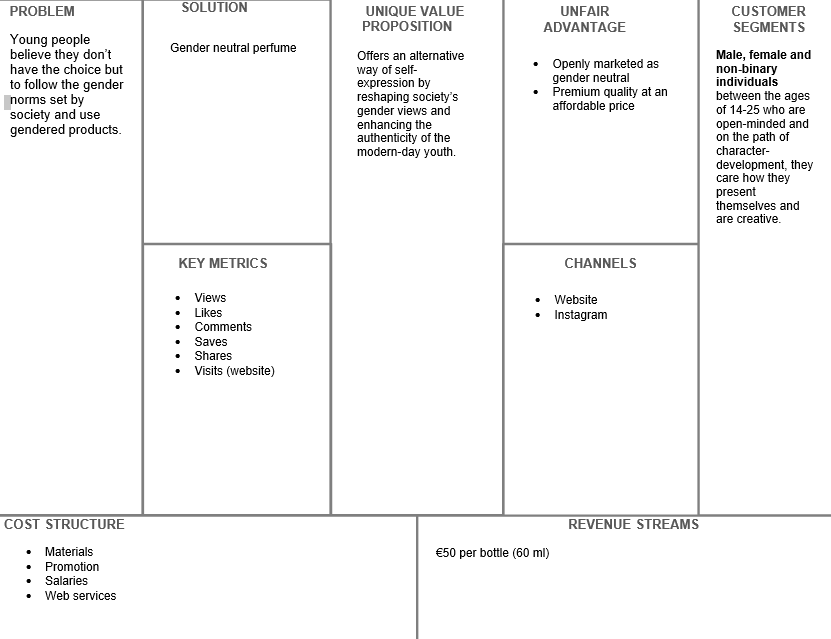 PROBLEM
Young people
believe they don't
have the choice but
to follow the gender
norms set by
society and use
gendered products.
SOLUTION
Gender neutral perfume
KEY METRICS
• Views
• Likes
• Comments
• Saves
• Shares
• Visits (website)
UNIQUE VALUE
PROPOSITION
Offers an alternative
way of self-
expression by
reshaping society's
gender views and
enhancing the
authenticity of the
modern-day youth.
UNFAIR
ADVANTAGE
• Openly marketed as
gender neutral
• Premium quality at an
affordable price
CHANNELS
• Website
• Instagram
CUSTOMER
SEGMENTS
Male, female and
non-binary
individuals
between the ages
of 14-25 who are
open-minded and
on the path of
character-
development, they
care how they
present
themselves and
are creative.
COST STRUCTURE
• Materials
• Promotion
• Salaries
• Web services
REVENUE STREAMS
€50 per bottle (60 ml)